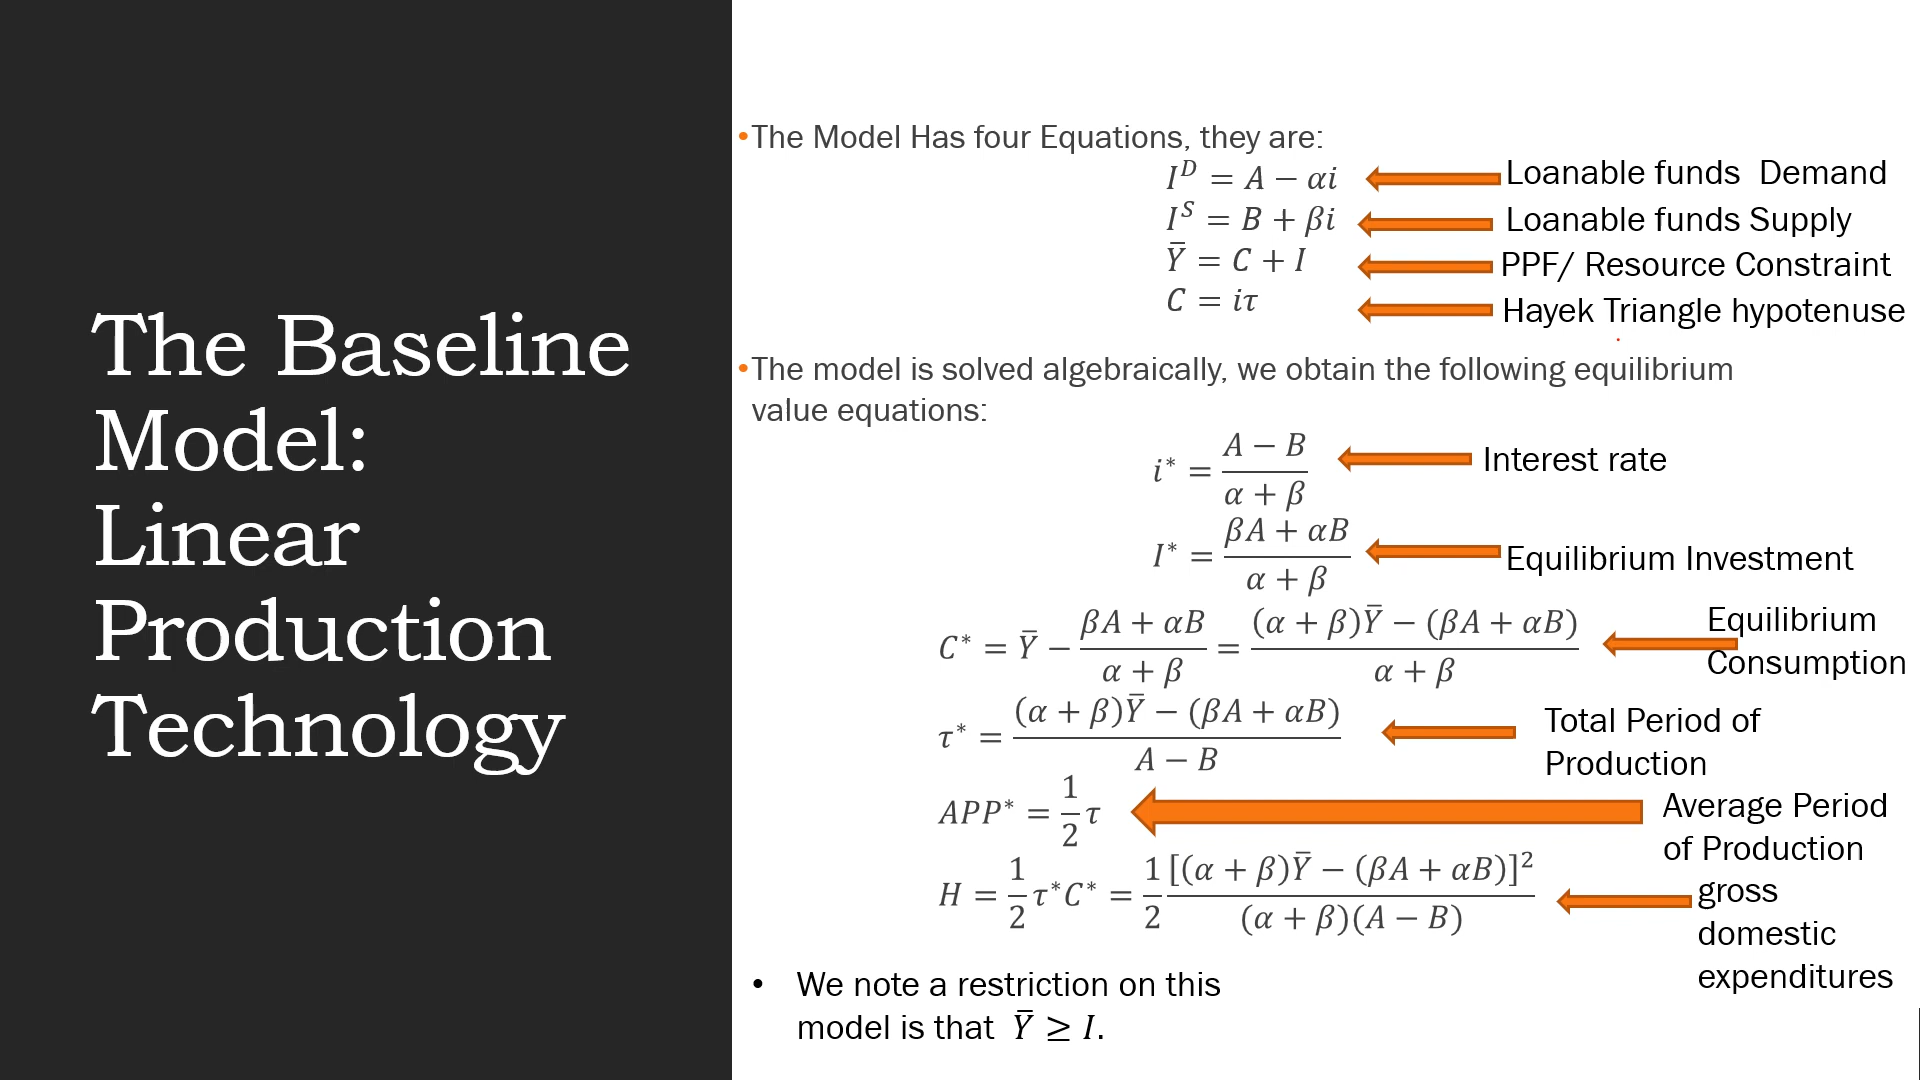 The Baseline
Model:
Linear
Production
Technology
•The Model Has four Equations, they are:
I^D = A − αi
Loanable funds  Demand
I^S = B + βi
Loanable funds Supply
Ȳ = C + I
PPF/ Resource Constraint
C = iτ
Hayek Triangle hypotenuse
•The model is solved algebraically, we obtain the following equilibrium
value equations:
i* = (A − B)/(α + β)
Interest rate
I* = (βA + αB)/(α + β)
Equilibrium Investment
C* = Ȳ − (βA + αB)/(α + β) = ((α + β)Ȳ − (βA + αB))/(α + β)
Equilibrium
Consumption
τ* = ((α + β)Ȳ − (βA + αB))/(A − B)
Total Period of
Production
APP* = 1/2 τ
Average Period
of Production
H = 1/2 τ*C* = 1/2 [(α + β)Ȳ − (βA + αB)]²/((α + β)(A − B))
gross
domestic
expenditures
• We note a restriction on this
model is that Ȳ ≥ I.